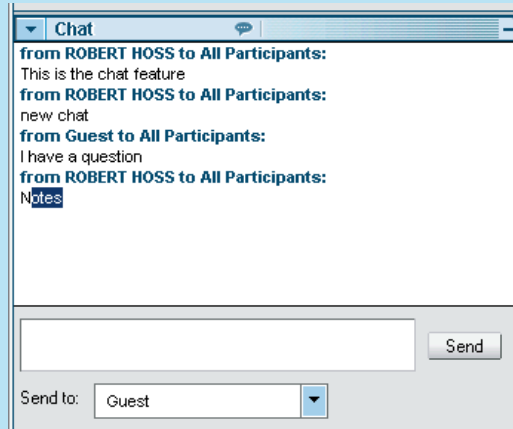 Chat
from ROBERT HOSS to All Participants:
This is the chat feature
from ROBERT HOSS to All Participants:
new chat
from Guest to All Participants:
I have a question
from ROBERT HOSS to All Participants:
Notes
Send
Send to: Guest